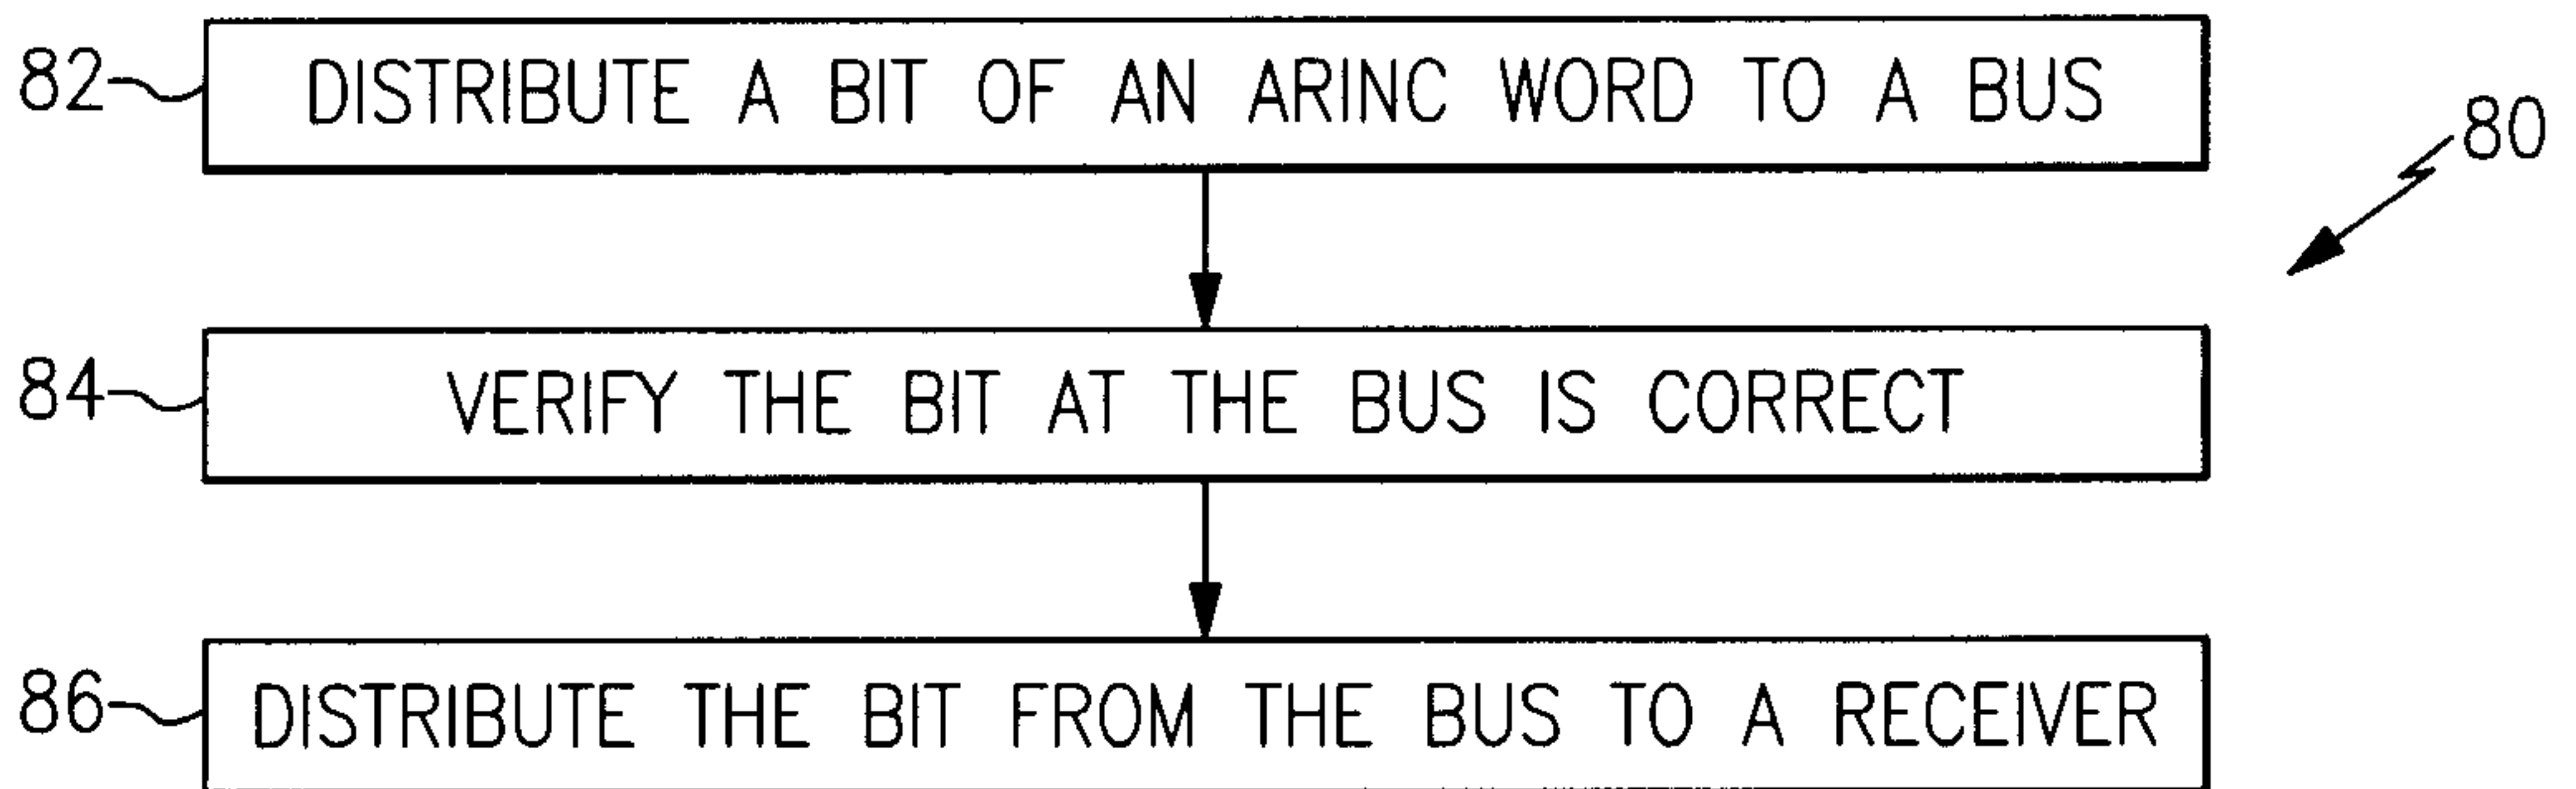 82 DISTRIBUTE A BIT OF AN ARINC WORD TO A BUS
80
84 VERIFY THE BIT AT THE BUS IS CORRECT
86 DISTRIBUTE THE BIT FROM THE BUS TO A RECEIVER